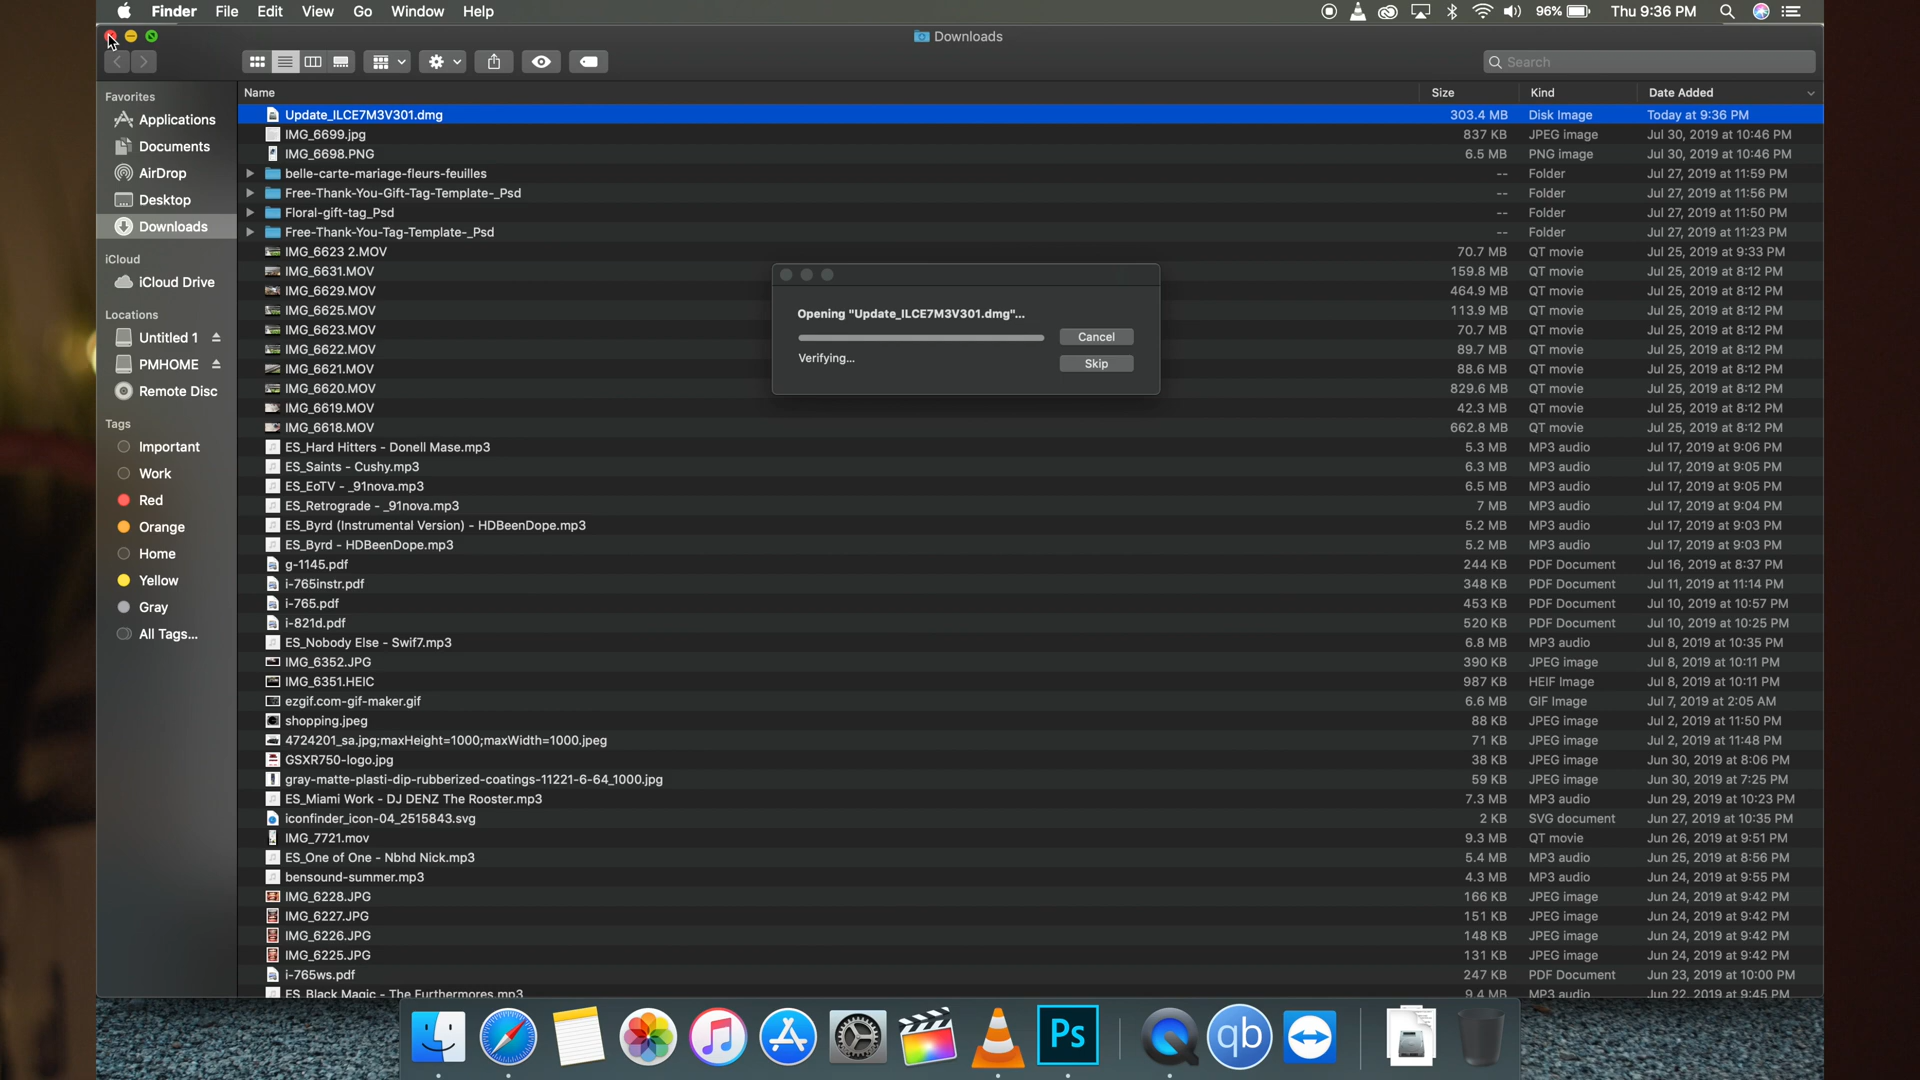 Finder File Edit View Go Window Help 96% Thu 9:36 PM
Downloads
Search
Favorites
Applications
Documents
AirDrop
Desktop
Downloads
iCloud
iCloud Drive
Locations
Untitled 1
PMHOME
Remote Disc
Tags
Important
Work
Red
Orange
Home
Yellow
Gray
All Tags...
Name Size Kind Date Added
Update_ILCE7M3V301.dmg 303.4 MB Disk Image Today at 9:36 PM
IMG_6699.jpg 837 KB JPEG image Jul 30, 2019 at 10:46 PM
IMG_6698.PNG 6.5 MB PNG image Jul 30, 2019 at 10:46 PM
belle-carte-mariage-fleurs-feuilles -- Folder Jul 27, 2019 at 11:59 PM
Free-Thank-You-Gift-Tag-Template-_Psd -- Folder Jul 27, 2019 at 11:56 PM
Floral-gift-tag_Psd -- Folder Jul 27, 2019 at 11:50 PM
Free-Thank-You-Tag-Template-_Psd -- Folder Jul 27, 2019 at 11:23 PM
IMG_6623 2.MOV 70.7 MB QT movie Jul 25, 2019 at 9:33 PM
IMG_6631.MOV 159.8 MB QT movie Jul 25, 2019 at 8:12 PM
IMG_6629.MOV 464.9 MB QT movie Jul 25, 2019 at 8:12 PM
IMG_6625.MOV 113.9 MB QT movie Jul 25, 2019 at 8:12 PM
IMG_6623.MOV 70.7 MB QT movie Jul 25, 2019 at 8:12 PM
IMG_6622.MOV 89.7 MB QT movie Jul 25, 2019 at 8:12 PM
IMG_6621.MOV 88.6 MB QT movie Jul 25, 2019 at 8:12 PM
IMG_6620.MOV 829.6 MB QT movie Jul 25, 2019 at 8:12 PM
IMG_6619.MOV 42.3 MB QT movie Jul 25, 2019 at 8:12 PM
IMG_6618.MOV 662.8 MB QT movie Jul 25, 2019 at 8:12 PM
ES_Hard Hitters - Donell Mase.mp3 5.3 MB MP3 audio Jul 17, 2019 at 9:06 PM
ES_Saints - Cushy.mp3 6.3 MB MP3 audio Jul 17, 2019 at 9:05 PM
ES_EoTV - _91nova.mp3 6.5 MB MP3 audio Jul 17, 2019 at 9:05 PM
ES_Retrograde - _91nova.mp3 7 MB MP3 audio Jul 17, 2019 at 9:04 PM
ES_Byrd (Instrumental Version) - HDBeenDope.mp3 5.2 MB MP3 audio Jul 17, 2019 at 9:03 PM
ES_Byrd - HDBeenDope.mp3 5.2 MB MP3 audio Jul 17, 2019 at 9:03 PM
g-1145.pdf 244 KB PDF Document Jul 16, 2019 at 8:37 PM
i-765instr.pdf 348 KB PDF Document Jul 11, 2019 at 11:14 PM
i-765.pdf 453 KB PDF Document Jul 10, 2019 at 10:57 PM
i-821d.pdf 520 KB PDF Document Jul 10, 2019 at 10:25 PM
ES_Nobody Else - Swif7.mp3 6.8 MB MP3 audio Jul 8, 2019 at 10:35 PM
IMG_6352.JPG 390 KB JPEG image Jul 8, 2019 at 10:11 PM
IMG_6351.HEIC 987 KB HEIF Image Jul 8, 2019 at 10:11 PM
ezgif.com-gif-maker.gif 6.6 MB GIF Image Jul 7, 2019 at 2:05 AM
shopping.jpeg 88 KB JPEG image Jul 2, 2019 at 11:50 PM
4724201_sa.jpg;maxHeight=1000;maxWidth=1000.jpeg 71 KB JPEG image Jul 2, 2019 at 11:48 PM
GSXR750-logo.jpg 38 KB JPEG image Jun 30, 2019 at 8:06 PM
gray-matte-plasti-dip-rubberized-coatings-11221-6-64_1000.jpg 59 KB JPEG image Jun 30, 2019 at 7:25 PM
ES_Miami Work - DJ DENZ The Rooster.mp3 7.3 MB MP3 audio Jun 29, 2019 at 10:23 PM
iconfinder_icon-04_2515843.svg 2 KB SVG document Jun 27, 2019 at 10:35 PM
IMG_7721.mov 9.3 MB QT movie Jun 26, 2019 at 9:51 PM
ES_One of One - Nbhd Nick.mp3 5.4 MB MP3 audio Jun 25, 2019 at 8:56 PM
bensound-summer.mp3 4.3 MB MP3 audio Jun 24, 2019 at 9:55 PM
IMG_6228.JPG 166 KB JPEG image Jun 24, 2019 at 9:42 PM
IMG_6227.JPG 151 KB JPEG image Jun 24, 2019 at 9:42 PM
IMG_6226.JPG 148 KB JPEG image Jun 24, 2019 at 9:42 PM
IMG_6225.JPG 131 KB JPEG image Jun 24, 2019 at 9:42 PM
i-765ws.pdf 247 KB PDF Document Jun 23, 2019 at 10:00 PM
ES_Black Magic - The Furthermores.mp3 9.4 MB MP3 audio Jun 22, 2019 at 9:45 PM
Opening "Update_ILCE7M3V301.dmg"...
Verifying...
Cancel
Skip
Ps
qb